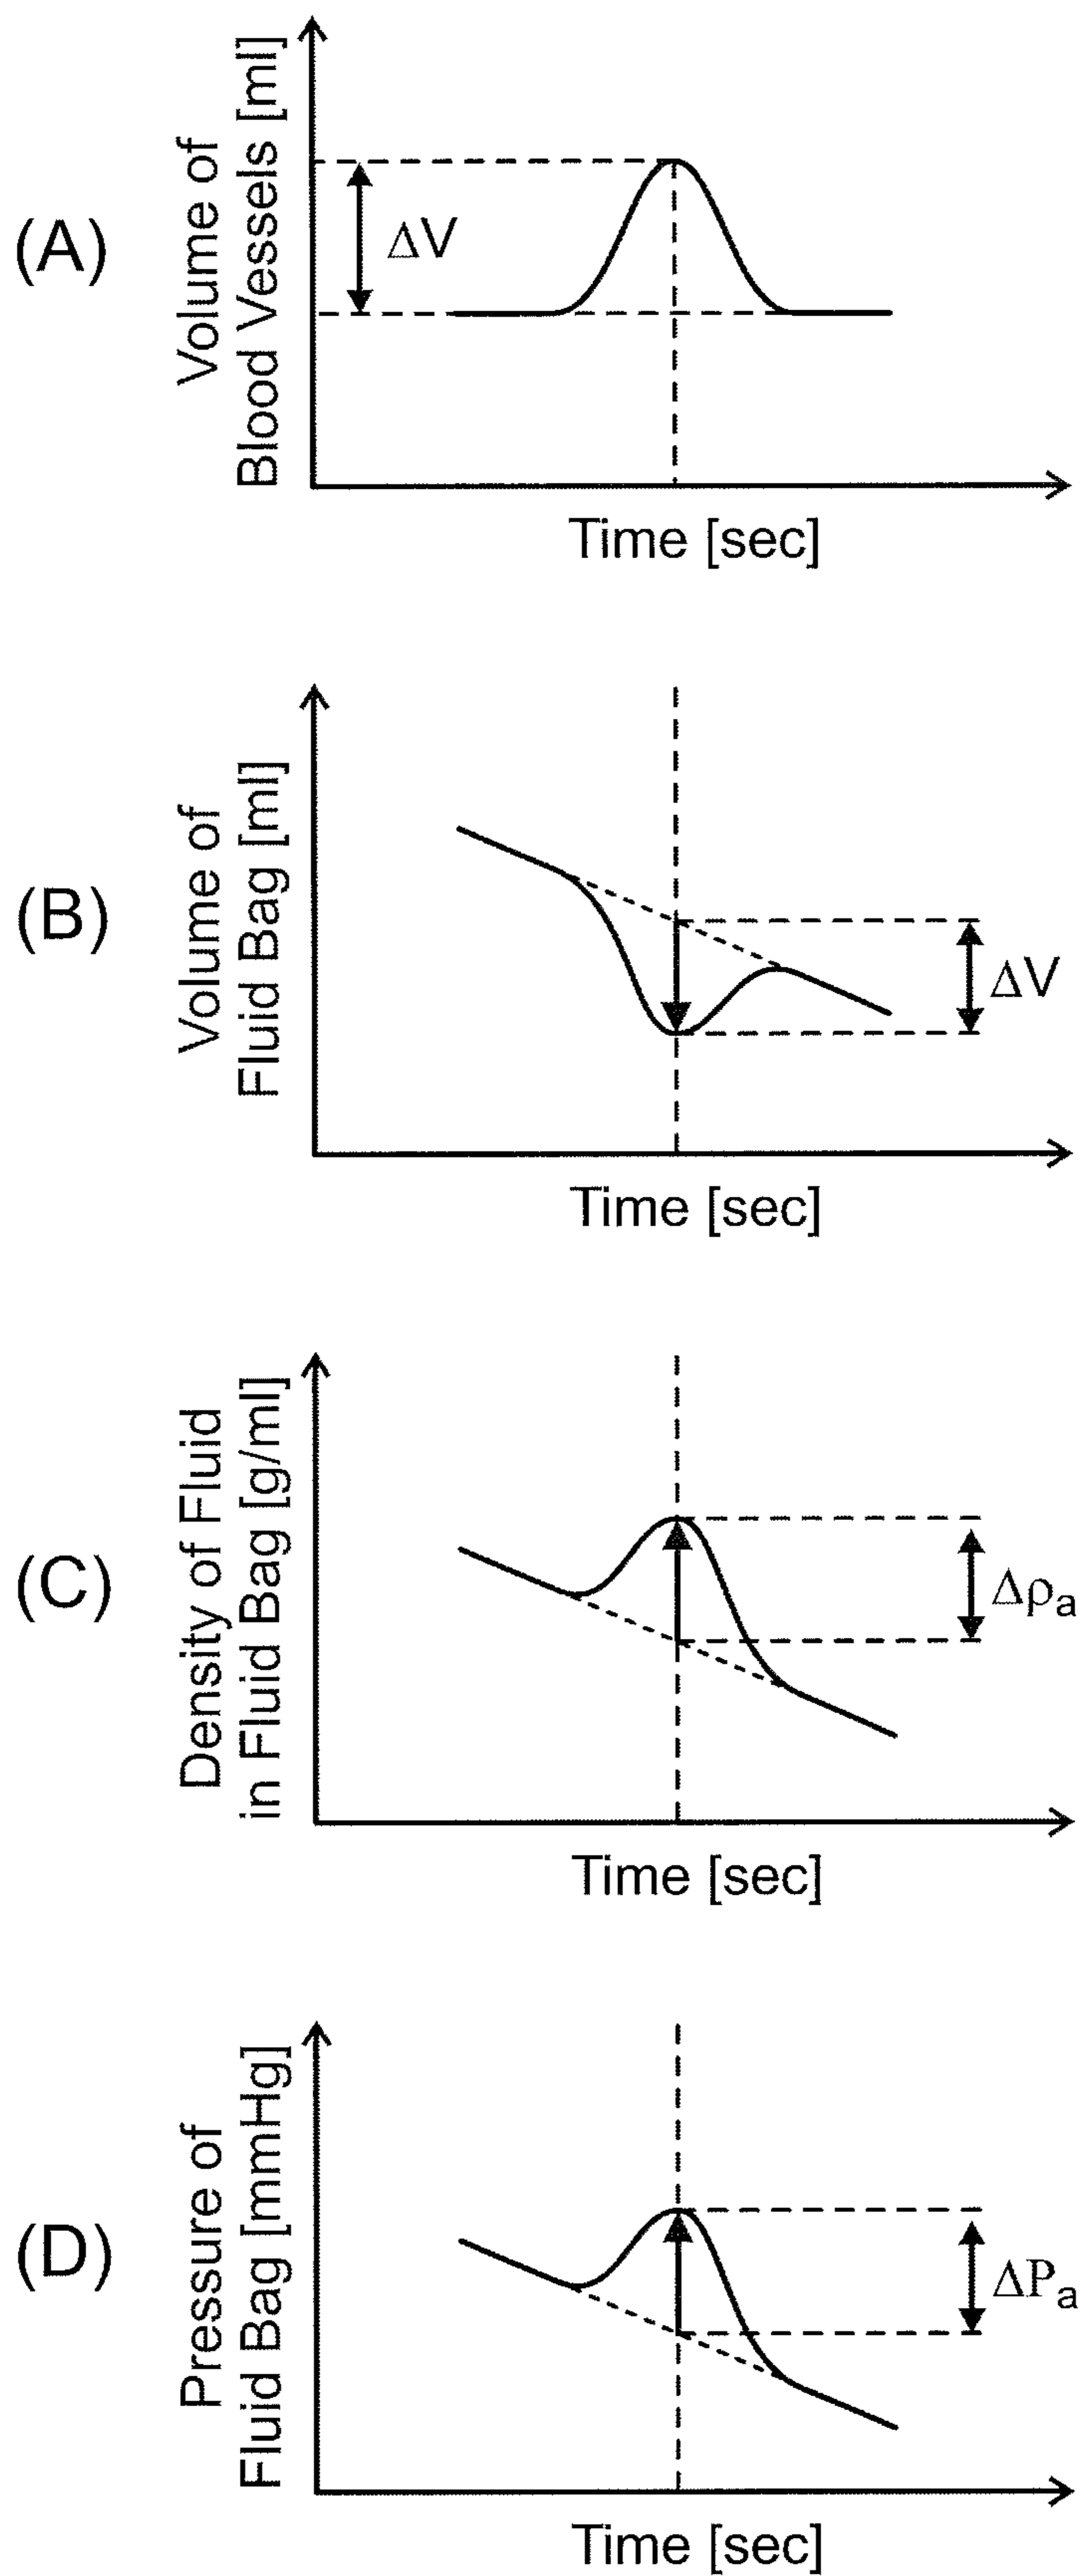 (A)
Volume of
Blood Vessels [ml]
ΔV
Time [sec]
(B)
Volume of
Fluid Bag [ml]
ΔV
Time [sec]
(C)
Density of Fluid
in Fluid Bag [g/ml]
Δρa
Time [sec]
(D)
Pressure of
Fluid Bag [mmHg]
ΔPa
Time [sec]